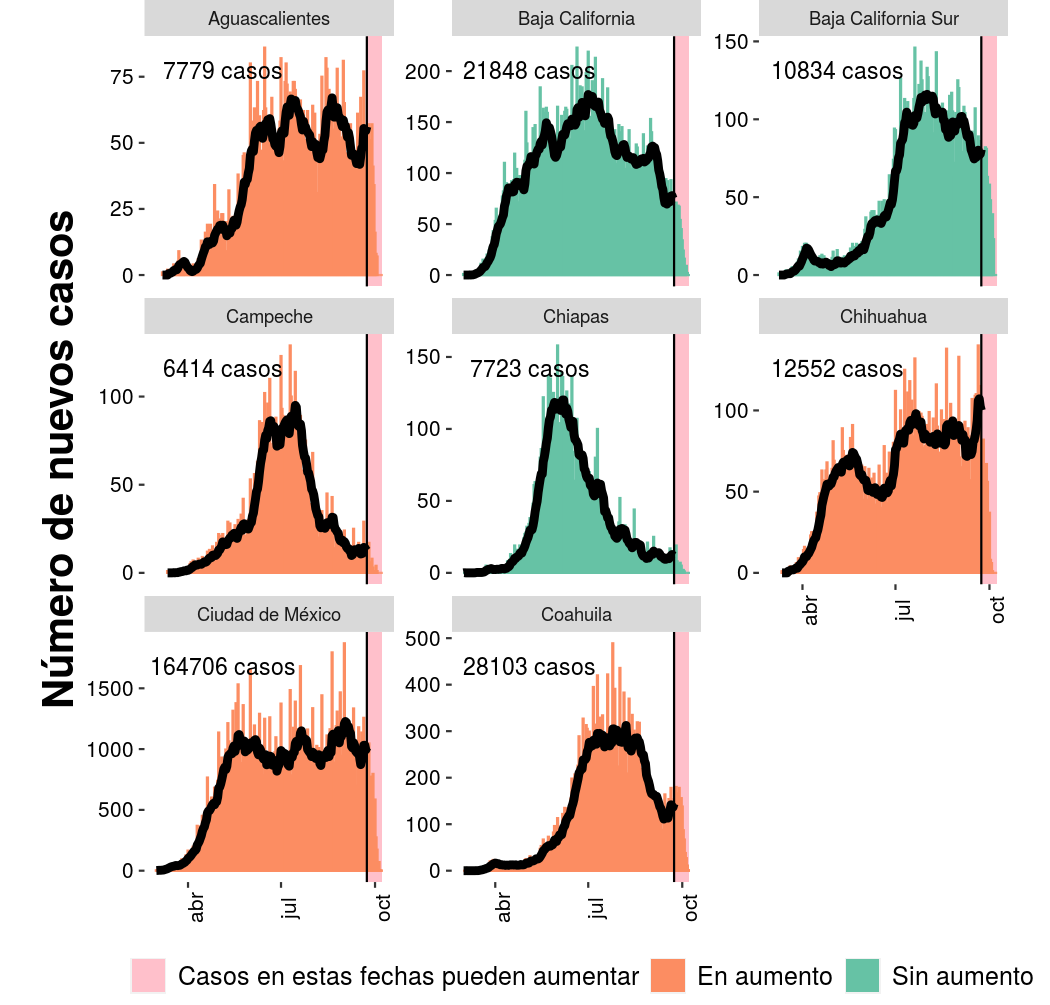 Número de nuevos casos
Aguascalientes
7779 casos
75
50
25
0
Baja California
21848 casos
200
150
100
50
0
Baja California Sur
10834 casos
150
100
50
0
Campeche
6414 casos
100
50
0
Chiapas
7723 casos
150
100
50
0
Chihuahua
12552 casos
100
50
0
abr jul oct
Ciudad de México
164706 casos
1500
1000
500
0
abr jul oct
Coahuila
28103 casos
500
400
300
200
100
0
abr jul oct
Casos en estas fechas pueden aumentar En aumento Sin aumento